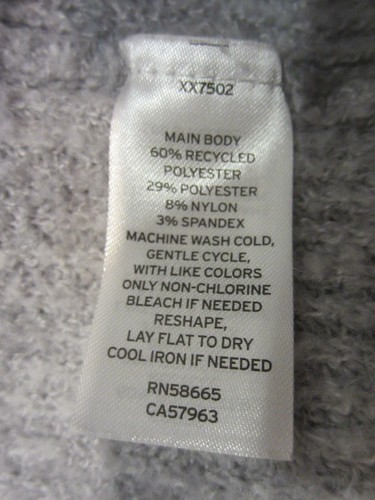 XX7502
MAIN BODY
60% RECYCLED
POLYESTER
29% POLYESTER
8% NYLON
3% SPANDEX
MACHINE WASH COLD,
GENTLE CYCLE,
WITH LIKE COLORS
ONLY NON-CHLORINE
BLEACH IF NEEDED
RESHAPE,
LAY FLAT TO DRY
COOL IRON IF NEEDED
RN58665
CA57963